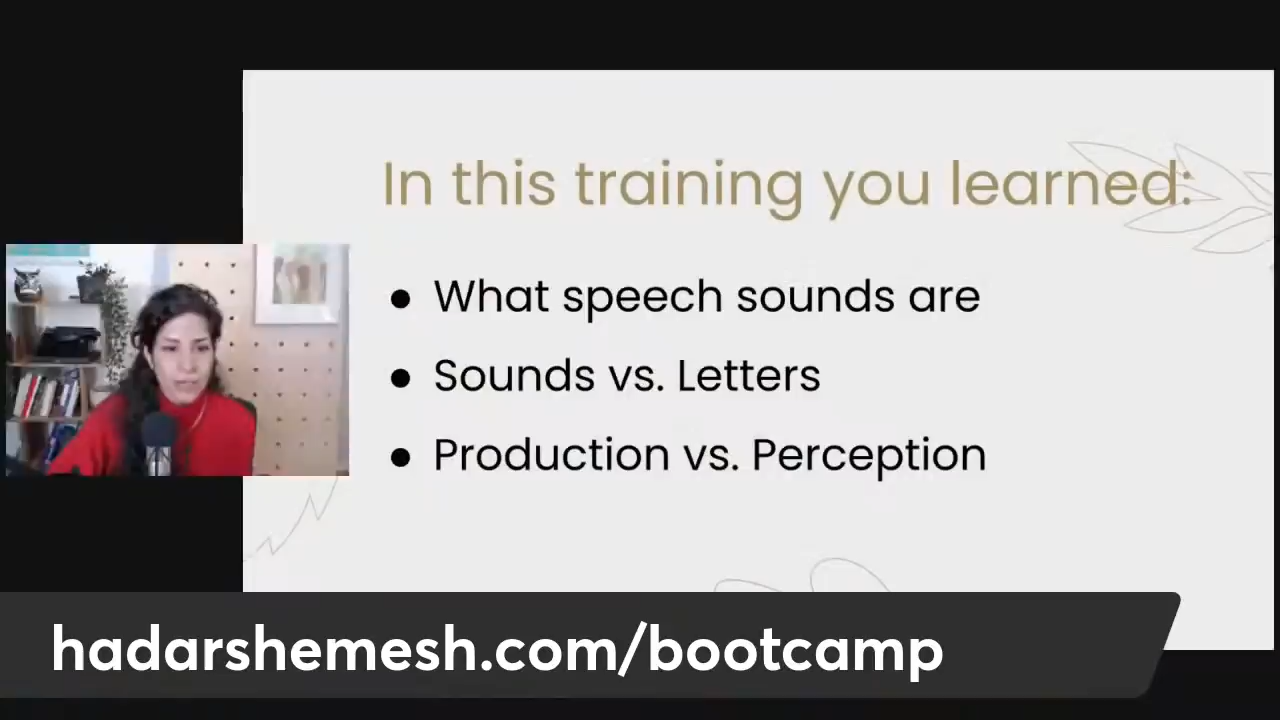 In this training you learned:
● What speech sounds are
● Sounds vs. Letters
● Production vs. Perception
hadarshemesh.com/bootcamp